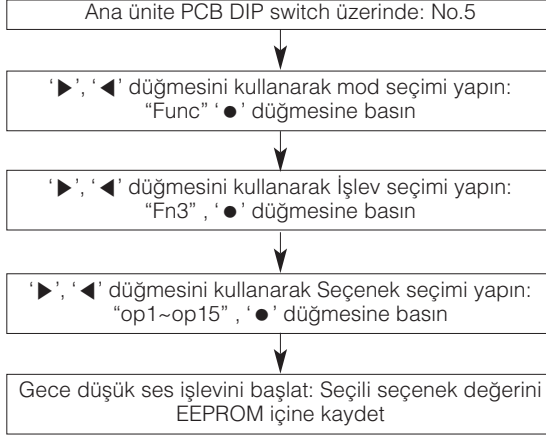 Ana ünite PCB DIP switch üzerinde: No.5
‘▶’, ‘◀’ düğmesini kullanarak mod seçimi yapın:
“Func” ‘●’ düğmesine basın
‘▶’, ‘◀’ düğmesini kullanarak İşlev seçimi yapın:
“Fn3” , ‘●’ düğmesine basın
‘▶’, ‘◀’ düğmesini kullanarak Seçenek seçimi yapın:
“op1~op15” , ‘●’ düğmesine basın
Gece düşük ses işlevini başlat: Seçili seçenek değerini
EEPROM içine kaydet